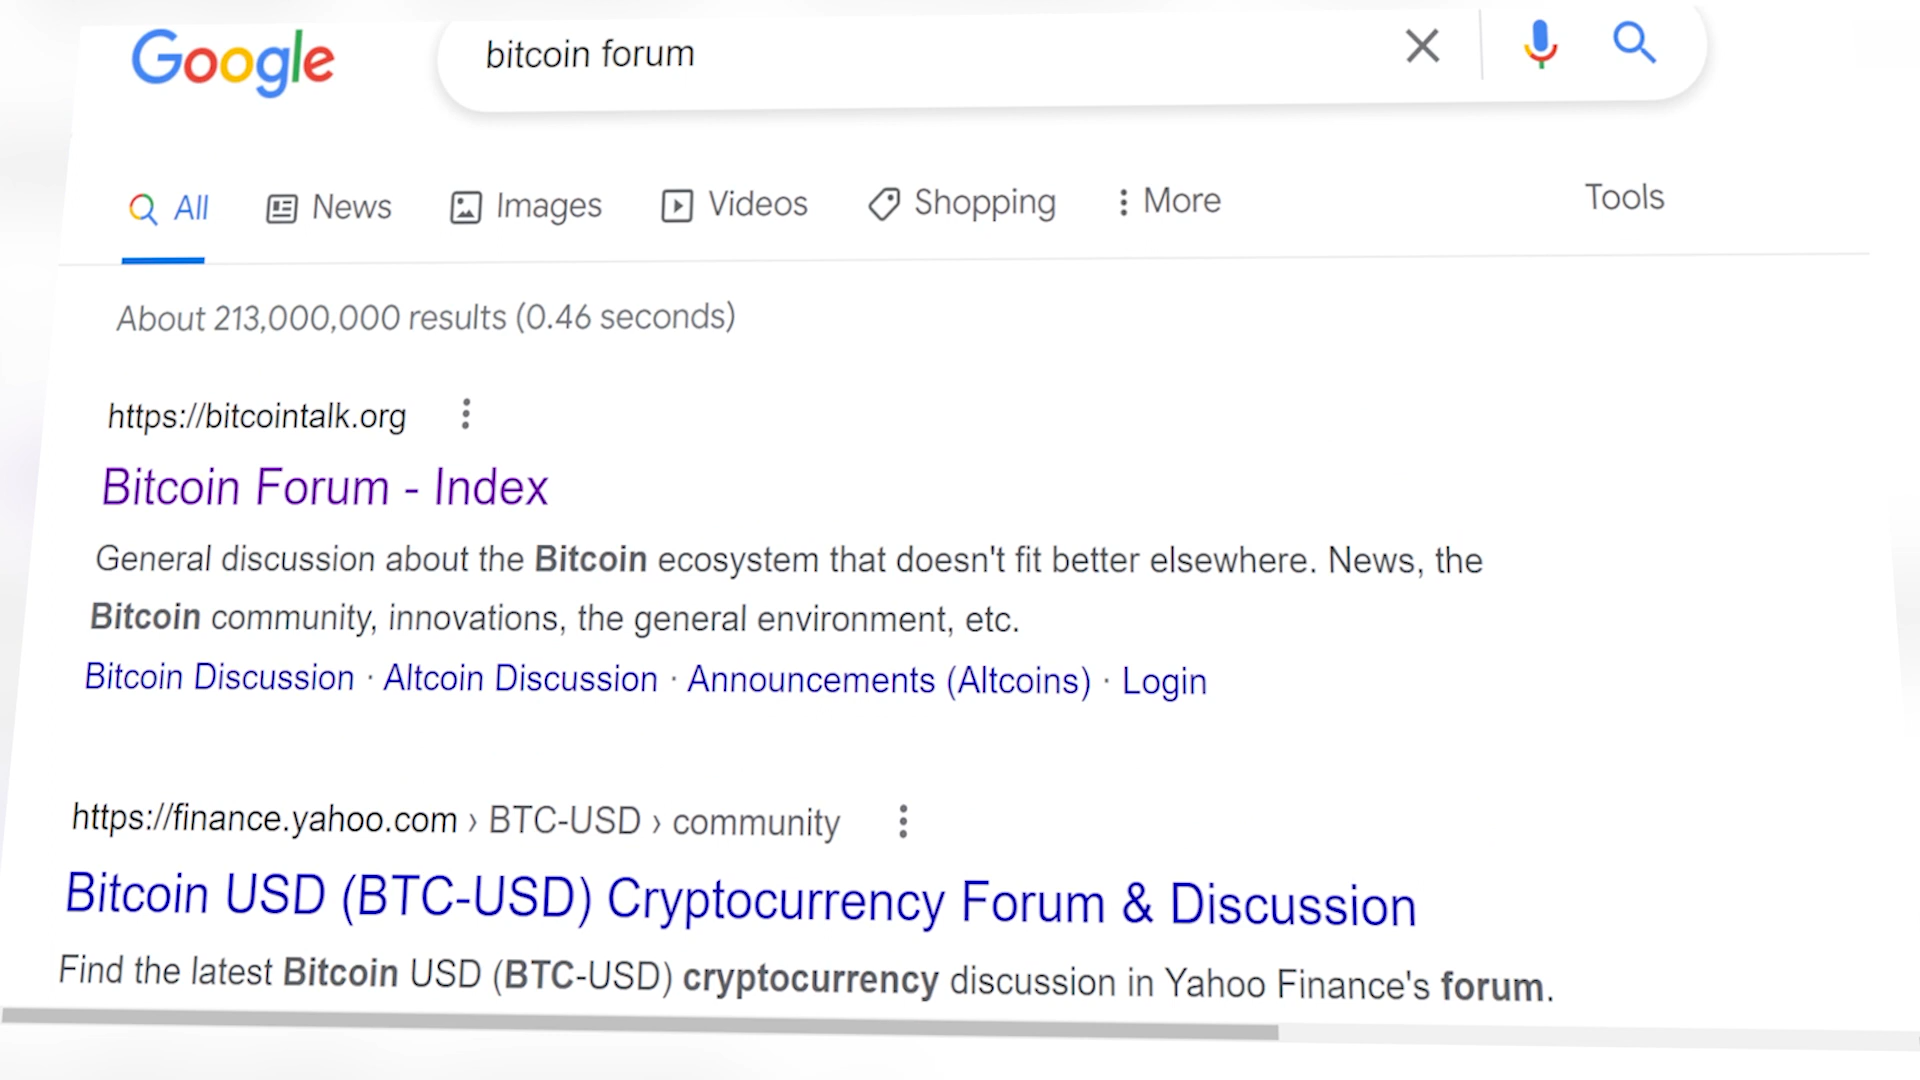 Google
bitcoin forum
All News Images Videos Shopping More Tools
About 213,000,000 results (0.46 seconds)
https://bitcointalk.org
Bitcoin Forum - Index
General discussion about the Bitcoin ecosystem that doesn't fit better elsewhere. News, the
Bitcoin community, innovations, the general environment, etc.
Bitcoin Discussion · Altcoin Discussion · Announcements (Altcoins) · Login
https://finance.yahoo.com › BTC-USD › community
Bitcoin USD (BTC-USD) Cryptocurrency Forum & Discussion
Find the latest Bitcoin USD (BTC-USD) cryptocurrency discussion in Yahoo Finance's forum.